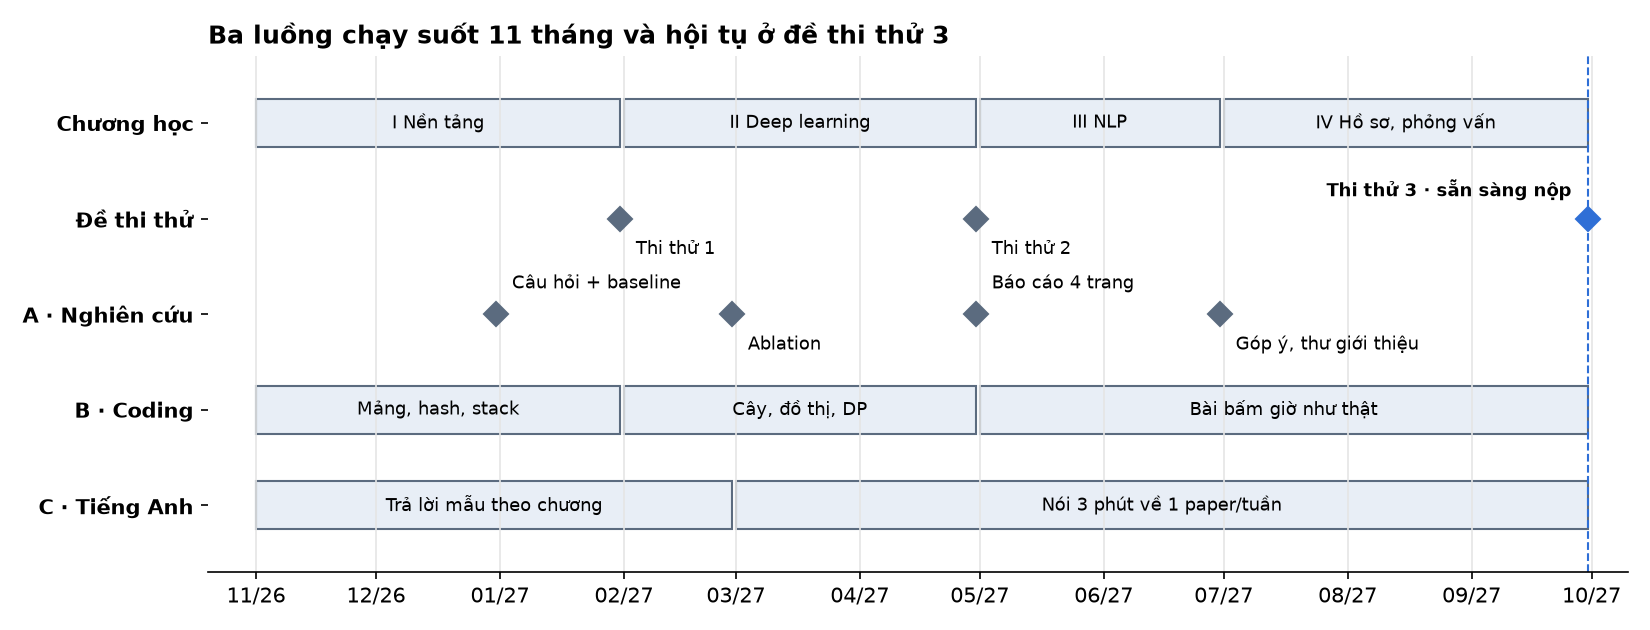 Ba luồng chạy suốt 11 tháng và hội tụ ở đề thi thử 3
Chương học
I Nền tảng
II Deep learning
III NLP
IV Hồ sơ, phỏng vấn
Thi thử 3 · sẵn sàng nộp
Đề thi thử
Thi thử 1
Thi thử 2
Câu hỏi + baseline
Báo cáo 4 trang
A · Nghiên cứu
Ablation
Góp ý, thư giới thiệu
B · Coding
Mảng, hash, stack
Cây, đồ thị, DP
Bài bấm giờ như thật
C · Tiếng Anh
Trả lời mẫu theo chương
Nói 3 phút về 1 paper/tuần
11/26
12/26
01/27
02/27
03/27
04/27
05/27
06/27
07/27
08/27
09/27
10/27